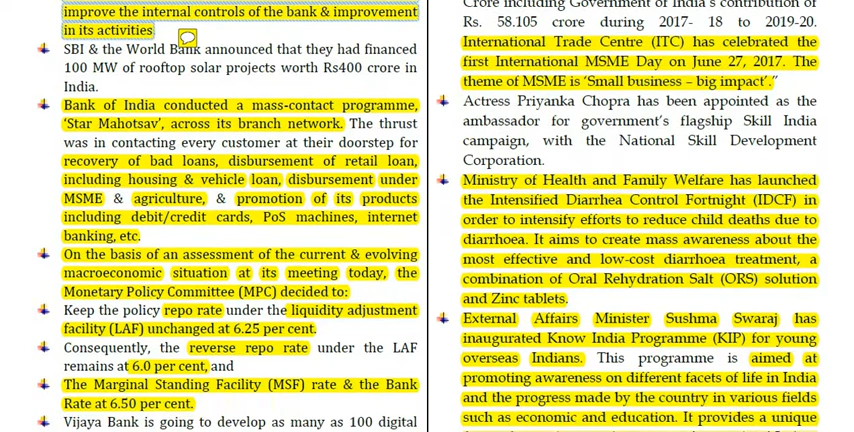 improve the internal controls of the bank & improvement
in its activities
SBI & the World Bank announced that they had financed
100 MW of rooftop solar projects worth Rs400 crore in
India.
Bank of India conducted a mass-contact programme,
‘Star Mahotsav’, across its branch network. The thrust
was in contacting every customer at their doorstep for
recovery of bad loans, disbursement of retail loan,
including housing & vehicle loan, disbursement under
MSME & agriculture, & promotion of its products
including debit/credit cards, PoS machines, internet
banking, etc.
On the basis of an assessment of the current & evolving
macroeconomic situation at its meeting today, the
Monetary Policy Committee (MPC) decided to:
Keep the policy repo rate under the liquidity adjustment
facility (LAF) unchanged at 6.25 per cent.
Consequently, the reverse repo rate under the LAF
remains at 6.0 per cent, and
The Marginal Standing Facility (MSF) rate & the Bank
Rate at 6.50 per cent.
Vijaya Bank is going to develop as many as 100 digital
Crore including Government of India's contribution of
Rs. 58.105 crore during 2017- 18 to 2019-20.
International Trade Centre (ITC) has celebrated the
first International MSME Day on June 27, 2017. The
theme of MSME is ‘Small business – big impact’.”
Actress Priyanka Chopra has been appointed as the
ambassador for government's flagship Skill India
campaign, with the National Skill Development
Corporation.
Ministry of Health and Family Welfare has launched
the Intensified Diarrhea Control Fortnight (IDCF) in
order to intensify efforts to reduce child deaths due to
diarrhoea. It aims to create mass awareness about the
most effective and low-cost diarrhoea treatment, a
combination of Oral Rehydration Salt (ORS) solution
and Zinc tablets.
External Affairs Minister Sushma Swaraj has
inaugurated Know India Programme (KIP) for young
overseas Indians. This programme is aimed at
promoting awareness on different facets of life in India
and the progress made by the country in various fields
such as economic and education. It provides a unique